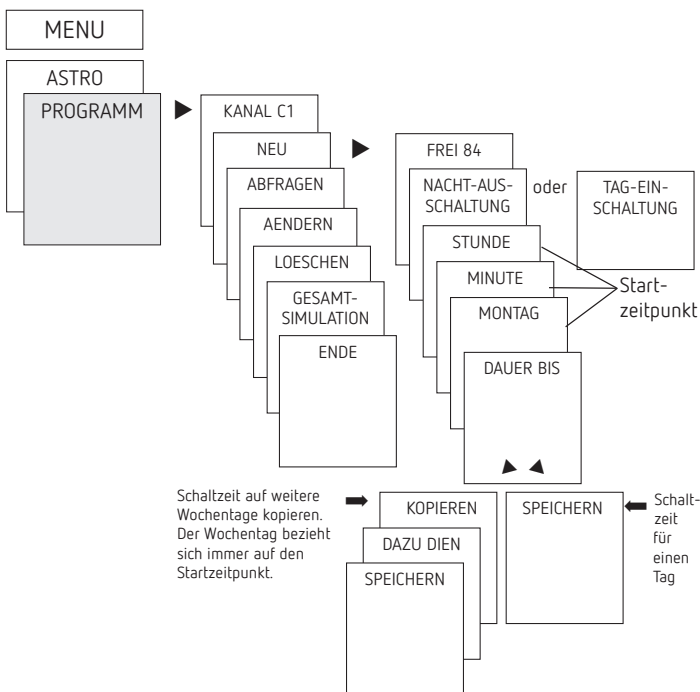 MENU
ASTRO
PROGRAMM
KANAL C1
NEU
ABFRAGEN
AENDERN
LOESCHEN
GESAMT-
SIMULATION
ENDE
FREI 84
NACHT-AUS-
SCHALTUNG
oder
TAG-EIN-
SCHALTUNG
STUNDE
MINUTE
MONTAG
Start-
zeitpunkt
DAUER BIS
Schaltzeit auf weitere
Wochentage kopieren.
Der Wochentag bezieht
sich immer auf den
Startzeitpunkt.
KOPIEREN
DAZU DIEN
SPEICHERN
SPEICHERN
Schalt-
zeit
für
einen
Tag